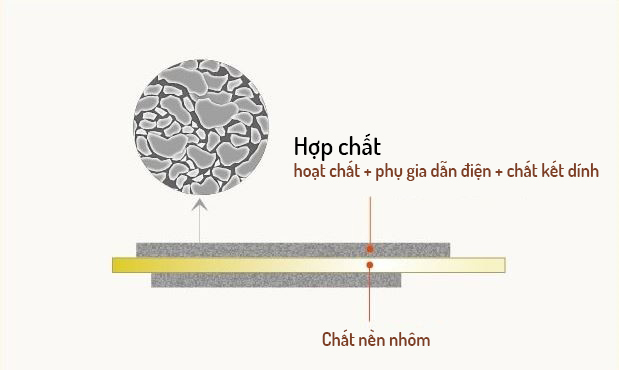 Hợp chất
hoạt chất + phụ gia dẫn điện + chất kết dính
Chất nền nhôm